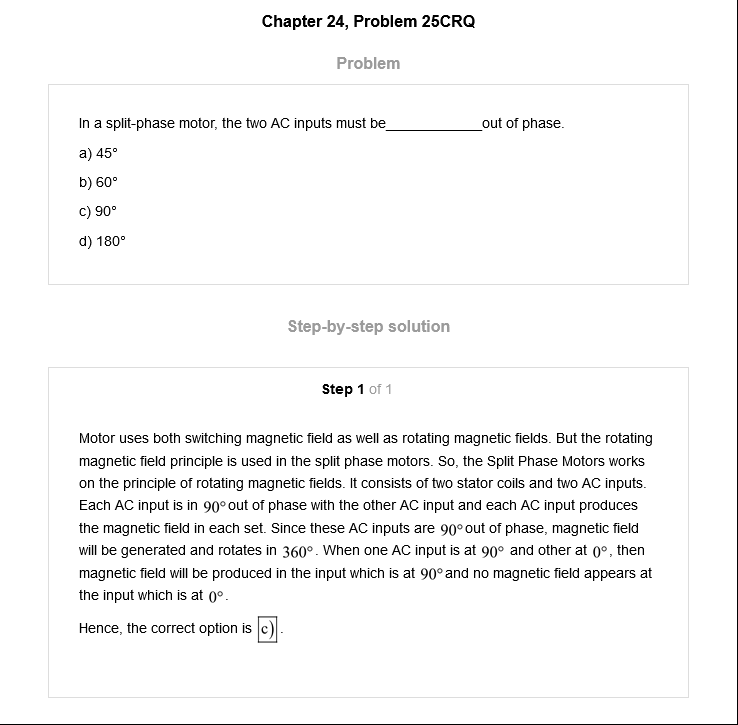 Chapter 24, Problem 25CRQ
Problem
In a split-phase motor, the two AC inputs must be____________out of phase.
a) 45°
b) 60°
c) 90°
d) 180°
Step-by-step solution
Step 1 of 1
Motor uses both switching magnetic field as well as rotating magnetic fields. But the rotating
magnetic field principle is used in the split phase motors. So, the Split Phase Motors works
on the principle of rotating magnetic fields. It consists of two stator coils and two AC inputs.
Each AC input is in 90° out of phase with the other AC input and each AC input produces
the magnetic field in each set. Since these AC inputs are 90° out of phase, magnetic field
will be generated and rotates in 360°. When one AC input is at 90° and other at 0°, then
magnetic field will be produced in the input which is at 90° and no magnetic field appears at
the input which is at 0°.
Hence, the correct option is c).